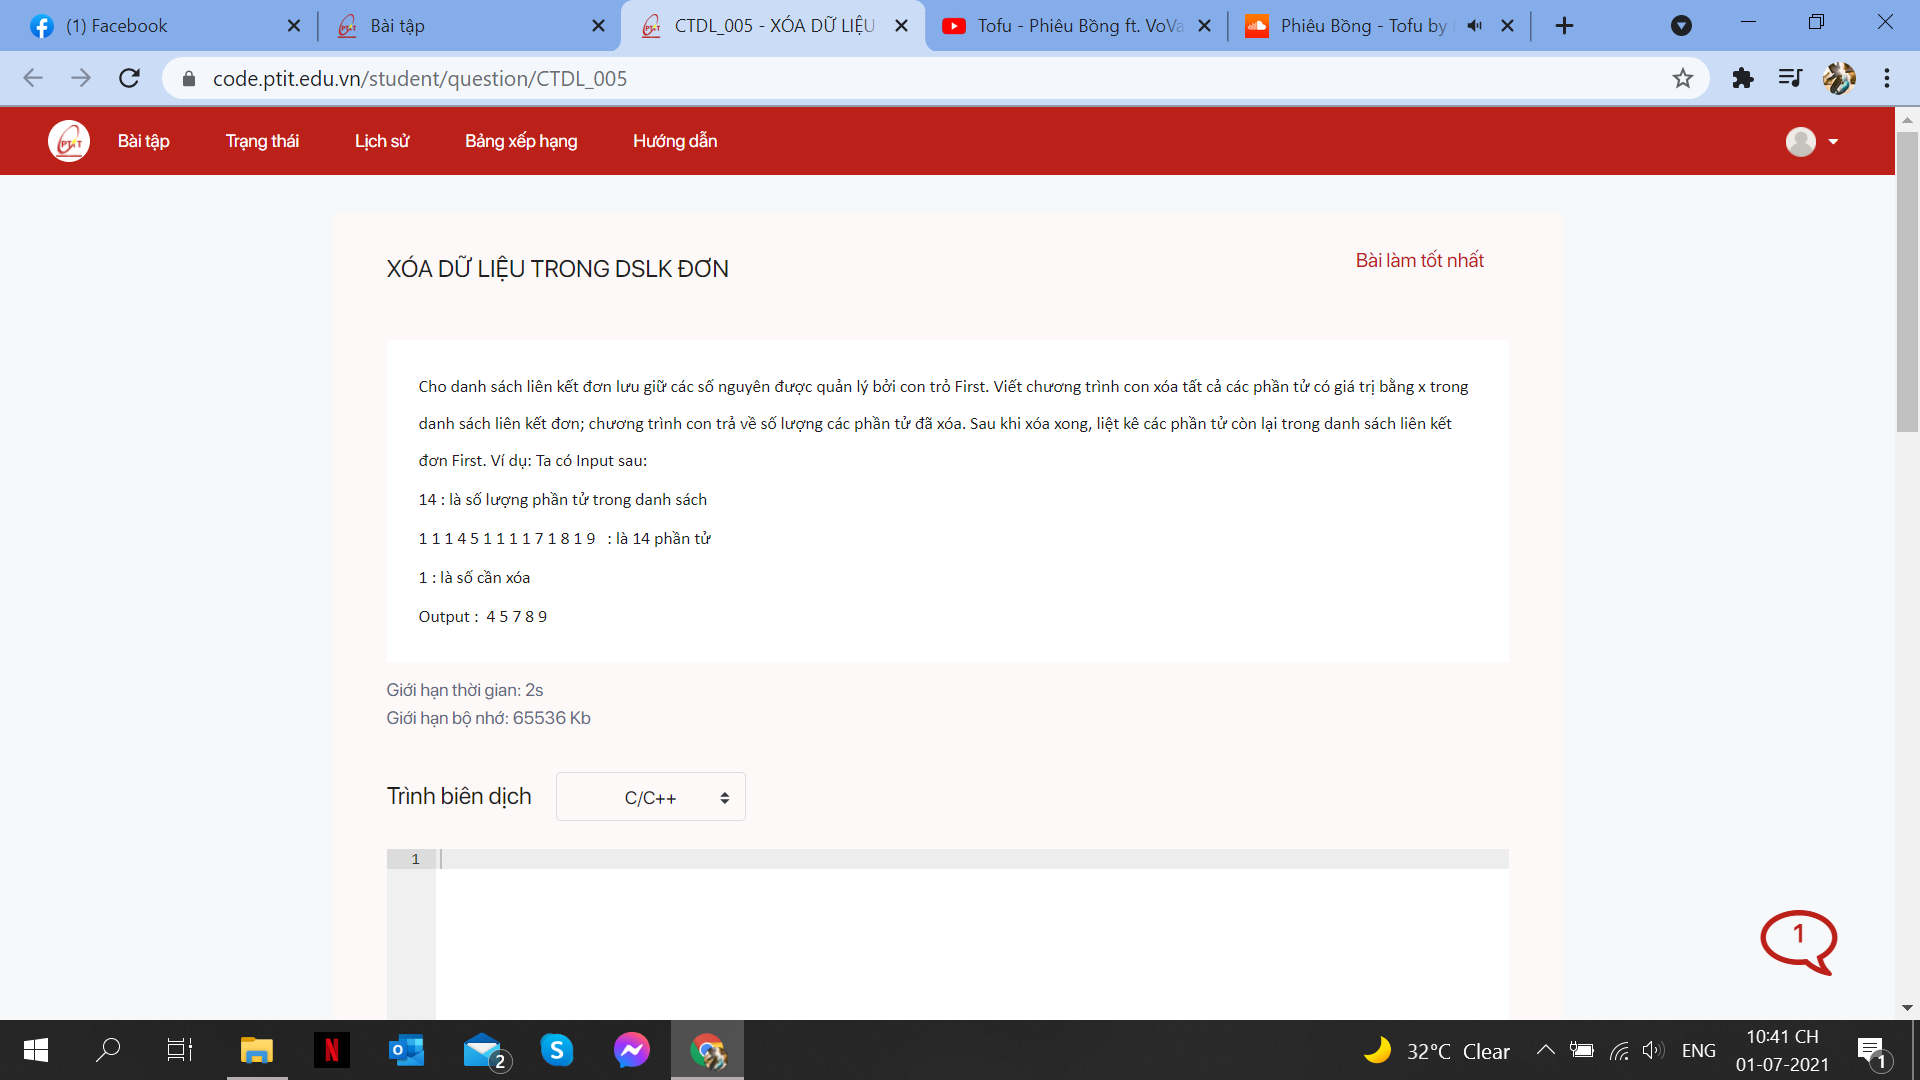 (1) Facebook
Bài tập
CTDL_005 - XÓA DỮ LIỆU
Tofu - Phiêu Bồng ft. VoVa
Phiêu Bồng - Tofu by
code.ptit.edu.vn/student/question/CTDL_005
PTIT
Bài tập
Trạng thái
Lịch sử
Bảng xếp hạng
Hướng dẫn
XÓA DỮ LIỆU TRONG DSLK ĐƠN
Bài làm tốt nhất
Cho danh sách liên kết đơn lưu giữ các số nguyên được quản lý bởi con trỏ First. Viết chương trình con xóa tất cả các phần tử có giá trị bằng x trong
danh sách liên kết đơn; chương trình con trả về số lượng các phần tử đã xóa. Sau khi xóa xong, liệt kê các phần tử còn lại trong danh sách liên kết
đơn First. Ví dụ: Ta có Input sau:
14 : là số lượng phần tử trong danh sách
1 1 1 4 5 1 1 1 1 7 1 8 1 9 : là 14 phần tử
1 : là số cần xóa
Output : 4 5 7 8 9
Giới hạn thời gian: 2s
Giới hạn bộ nhớ: 65536 Kb
Trình biên dịch
C/C++
1
1
N
2
S
32°C Clear
ENG
10:41 CH
01-07-2021
1